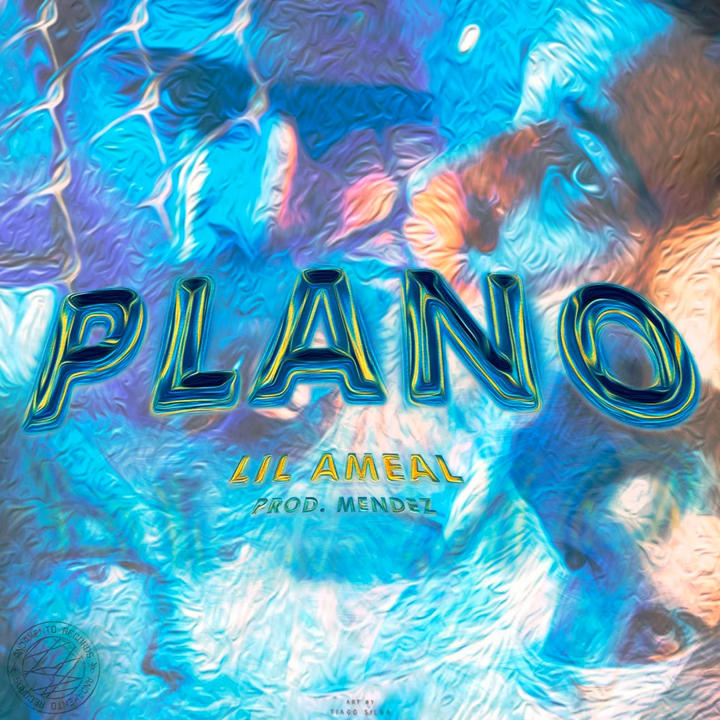 PLANO
LIL AMEAL
PROD. MENDEZ
ART BY
TIAGO SILVA